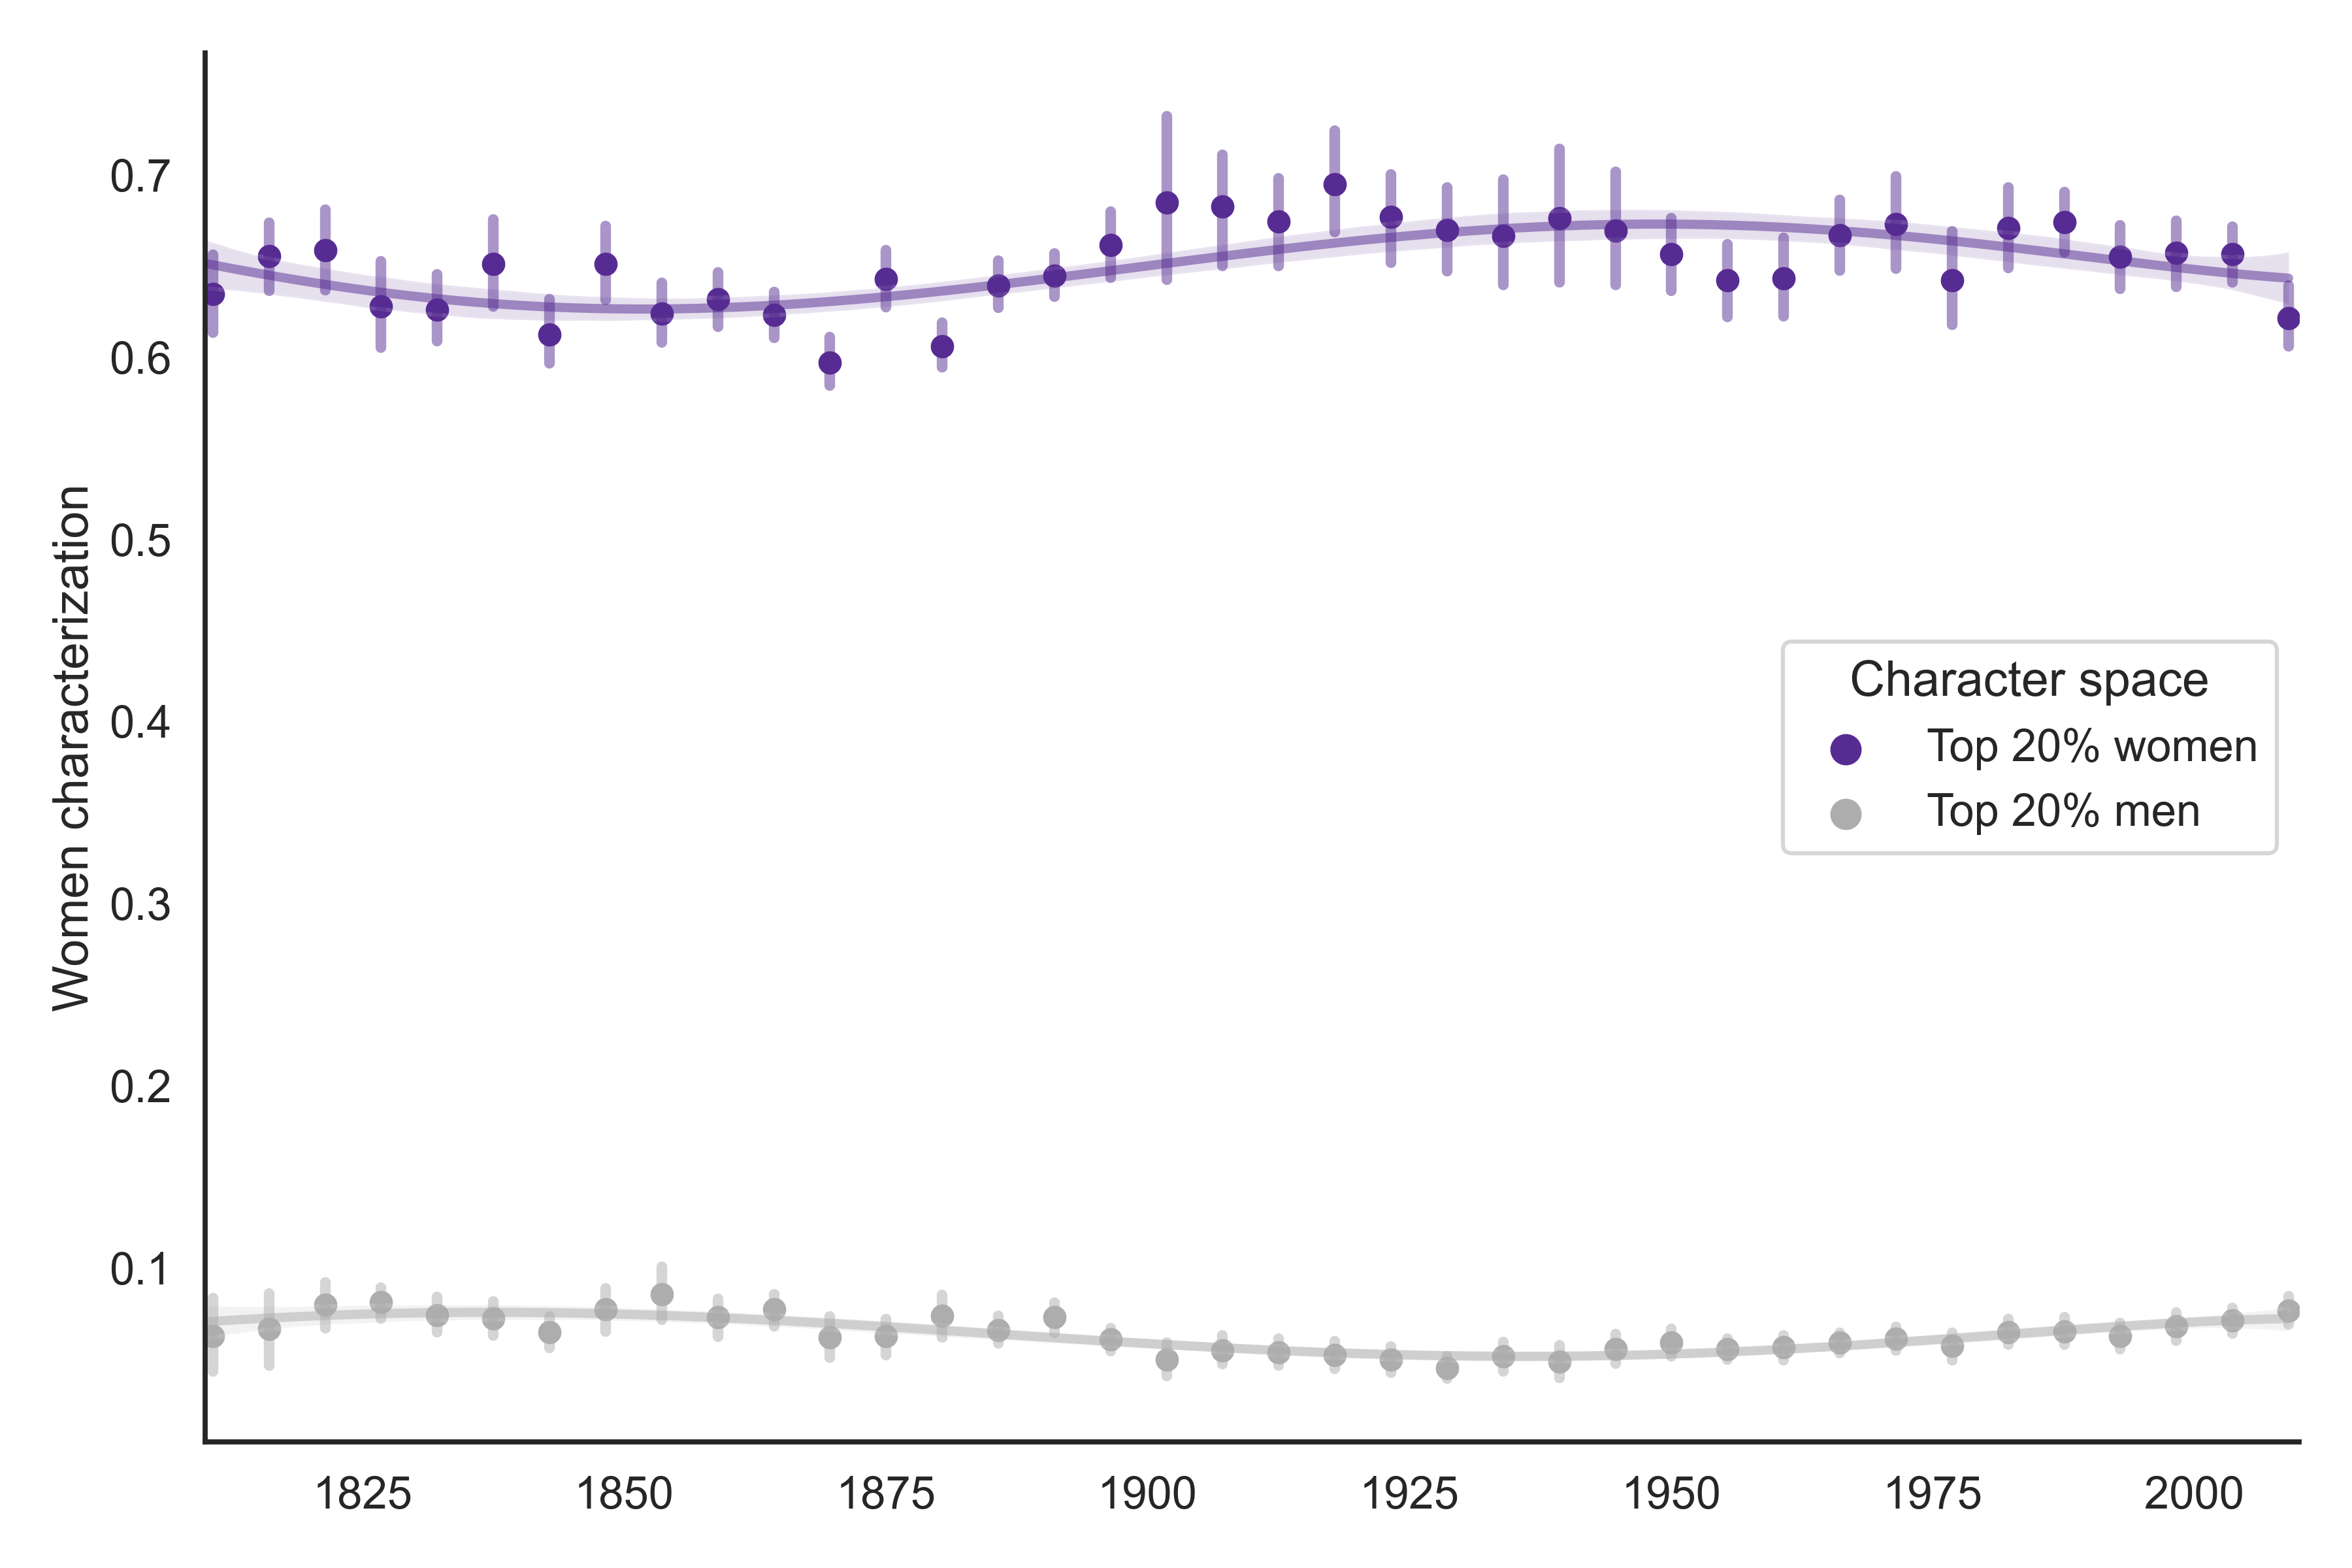 Women characterization
0.7
0.6
0.5
0.4
0.3
0.2
0.1
Character space
Top 20% women
Top 20% men
1825 1850 1875 1900 1925 1950 1975 2000